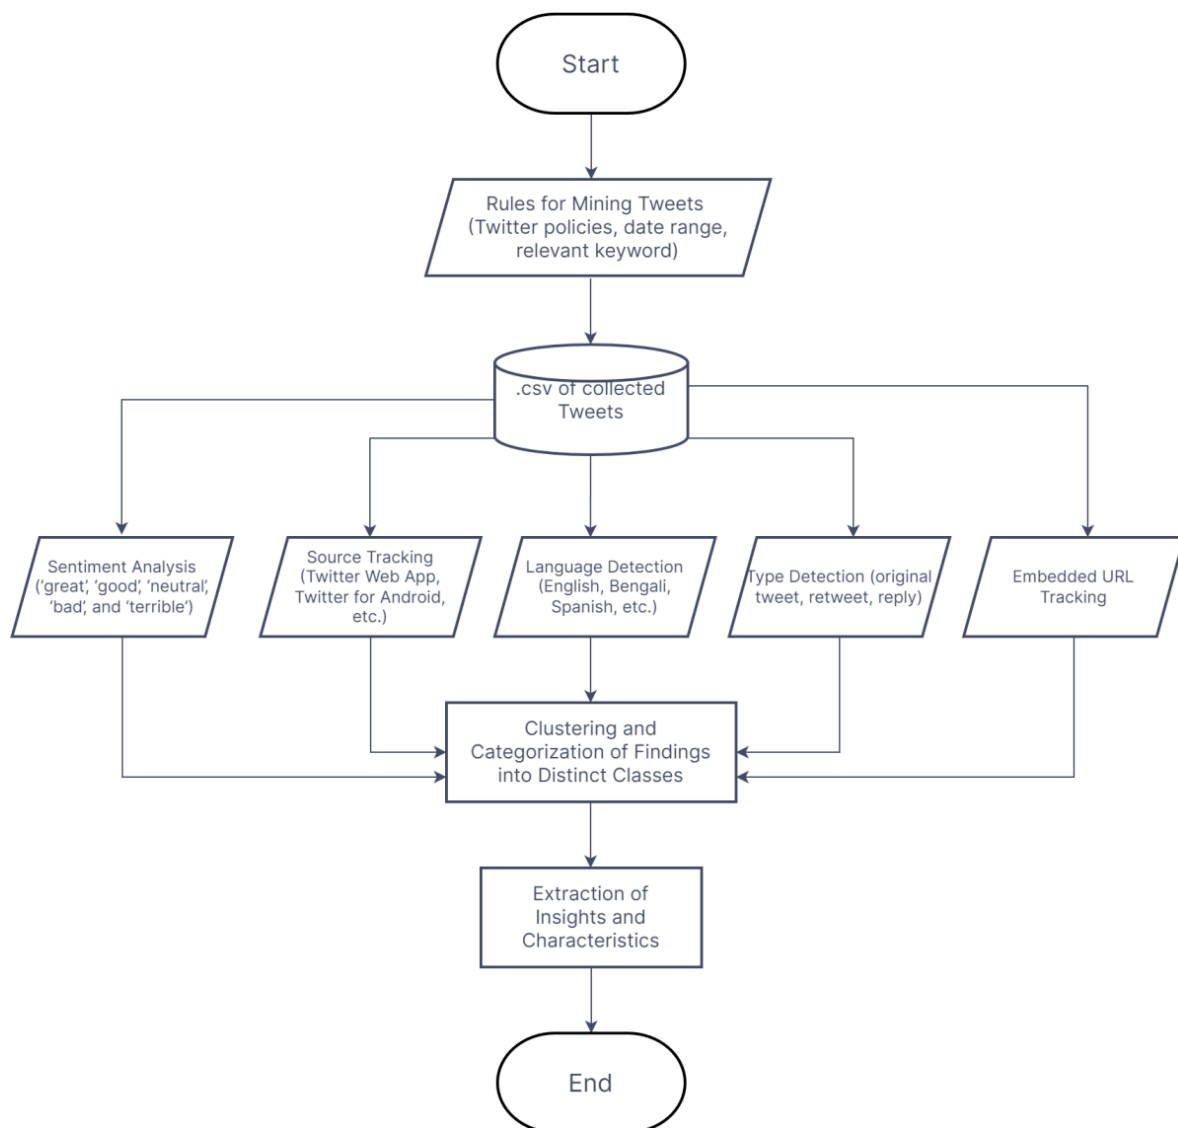 Start
Rules for Mining Tweets
(Twitter policies, date range,
relevant keyword)
.csv of collected
Tweets
Sentiment Analysis
(‘great’, ‘good’, ‘neutral’,
‘bad’, and ‘terrible’)
Source Tracking
(Twitter Web App,
Twitter for Android,
etc.)
Language Detection
(English, Bengali,
Spanish, etc.)
Type Detection (original
tweet, retweet, reply)
Embedded URL
Tracking
Clustering and
Categorization of Findings
into Distinct Classes
Extraction of
Insights and
Characteristics
End